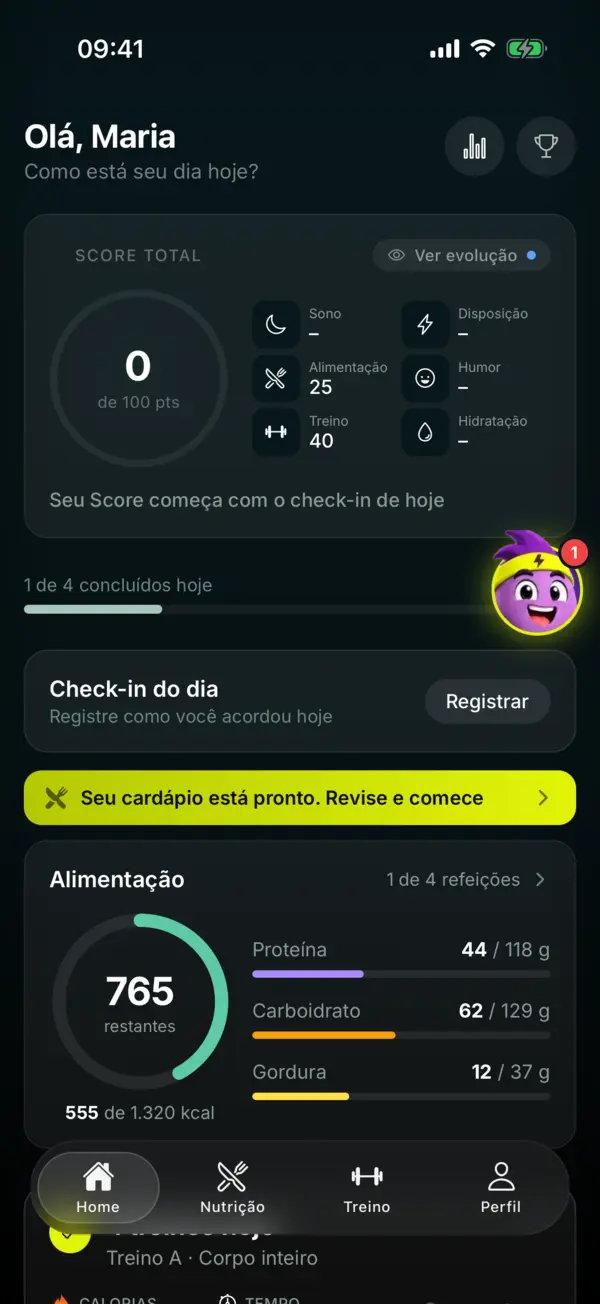 09:41
Olá, Maria
Como está seu dia hoje?
SCORE TOTAL
Ver evolução
0
de 100 pts
Sono
–
Disposição
–
Alimentação
25
Humor
–
Treino
40
Hidratação
–
Seu Score começa com o check-in de hoje
1
1 de 4 concluídos hoje
Check-in do dia
Registre como você acordou hoje
Registrar
Seu cardápio está pronto. Revise e comece
Alimentação
1 de 4 refeições
765
restantes
555 de 1.320 kcal
Proteína
44 / 118 g
Carboidrato
62 / 129 g
Gordura
12 / 37 g
Home
Nutrição
Treino
Perfil
Treino A · Corpo inteiro
CALORIAS
TEMPO